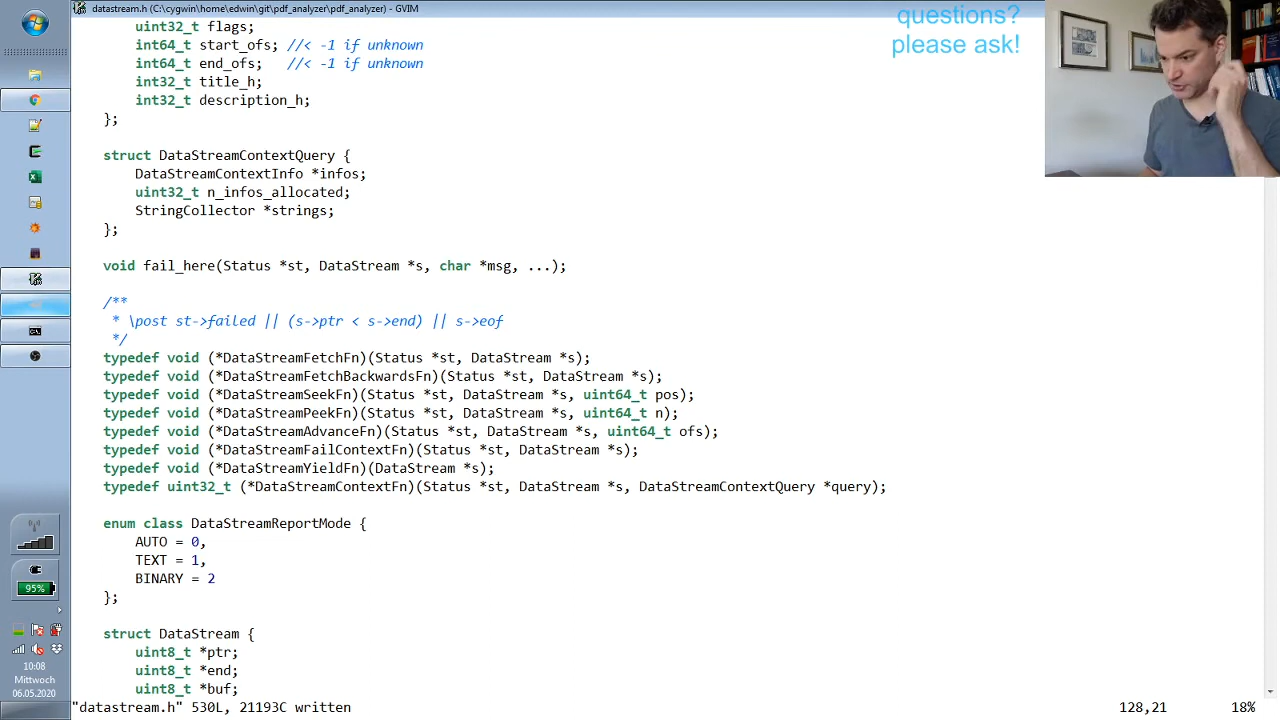 datastream.h (C:\cygwin\home\edwin\git\pdf_analyzer\pdf_analyzer) - GVIM
questions?
please ask!
uint32_t flags;
int64_t start_ofs; //< -1 if unknown
int64_t end_ofs;   //< -1 if unknown
int32_t title_h;
int32_t description_h;
};
struct DataStreamContextQuery {
DataStreamContextInfo *infos;
uint32_t n_infos_allocated;
StringCollector *strings;
};
void fail_here(Status *st, DataStream *s, char *msg, ...);
/**
* \post st->failed || (s->ptr < s->end) || s->eof
*/
typedef void (*DataStreamFetchFn)(Status *st, DataStream *s);
typedef void (*DataStreamFetchBackwardsFn)(Status *st, DataStream *s);
typedef void (*DataStreamSeekFn)(Status *st, DataStream *s, uint64_t pos);
typedef void (*DataStreamPeekFn)(Status *st, DataStream *s, uint64_t n);
typedef void (*DataStreamAdvanceFn)(Status *st, DataStream *s, uint64_t ofs);
typedef void (*DataStreamFailContextFn)(Status *st, DataStream *s);
typedef void (*DataStreamYieldFn)(DataStream *s);
typedef uint32_t (*DataStreamContextFn)(Status *st, DataStream *s, DataStreamContextQuery *query);
enum class DataStreamReportMode {
AUTO = 0,
TEXT = 1,
BINARY = 2
};
struct DataStream {
uint8_t *ptr;
uint8_t *end;
uint8_t *buf;
"datastream.h" 530L, 21193C written
128,21
18%
95%
10:08
Mittwoch
06.05.2020